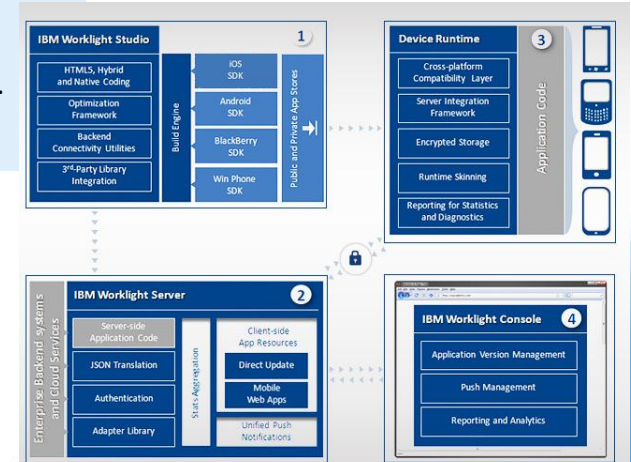 IBM Worklight Studio
1
HTML5, Hybrid
and Native Coding
Optimization
Framework
Backend
Connectivity Utilities
3rd-Party Library
Integration
Build Engine
iOS
SDK
Android
SDK
BlackBerry
SDK
Win Phone
SDK
Public and Private App Stores
Device Runtime
3
Cross-platform
Compatibility Layer
Server Integration
Framework
Encrypted Storage
Runtime Skinning
Reporting for Statistics
and Diagnostics
Application Code
Enterprise Backend systems
and Cloud Services
IBM Worklight Server
2
Server-side
Application Code
JSON Translation
Authentication
Adapter Library
Stats Aggregation
Client-side
App Resources
Direct Update
Mobile
Web Apps
Unified Push
Notifications
IBM Worklight Console
4
Application Version Management
Push Management
Reporting and Analytics